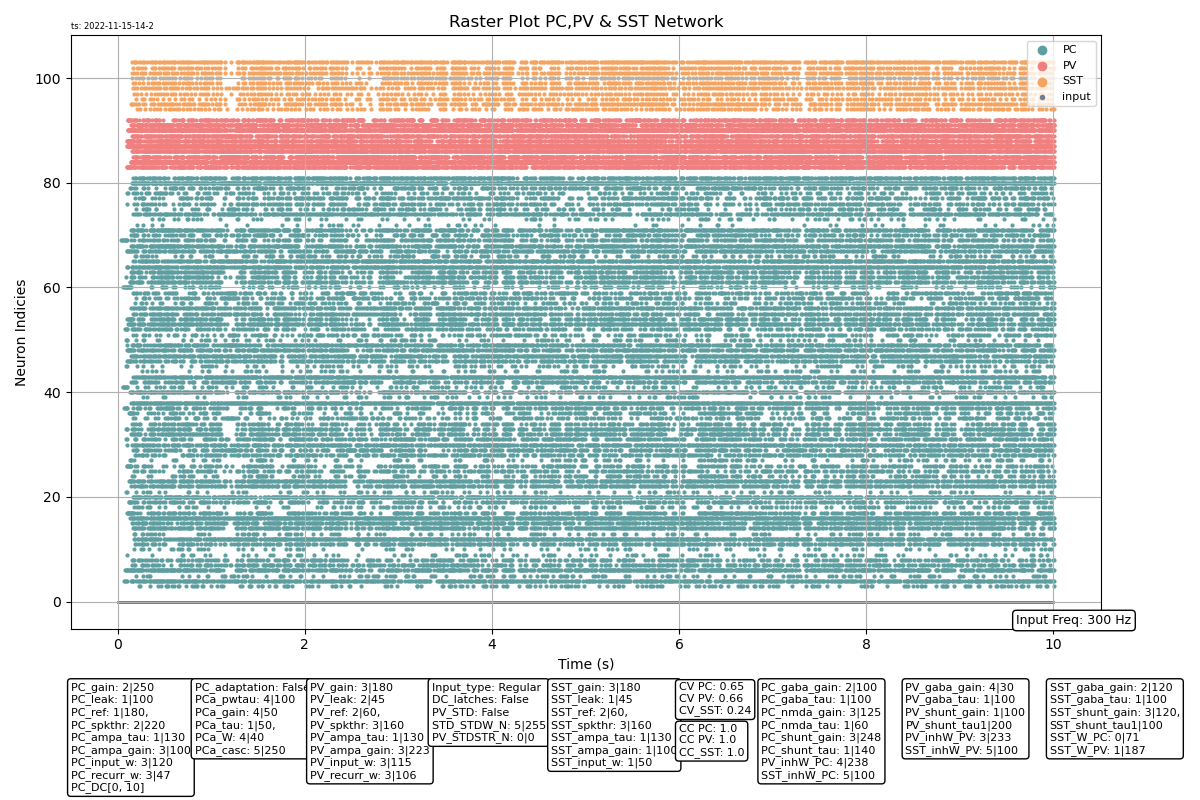 ts: 2022-11-15-14-2
Raster Plot PC,PV & SST Network
PC
PV
SST
input
Neuron Indicies
100
80
60
40
20
0
0
2
4
6
8
10
Time (s)
Input Freq: 300 Hz
PC_gain: 2|250
PC_leak: 1|100
PC_ref: 1|180,
PC_spkthr: 2|220
PC_ampa_tau: 1|130
PC_ampa_gain: 3|100
PC_input_w: 3|120
PC_recurr_w: 3|47
PC_DC[0, 10]
PC_adaptation: False
PCa_pwtau: 4|100
PCa_gain: 4|50
PCa_tau: 1|50,
PCa_W: 4|40
PCa_casc: 5|250
PV_gain: 3|180
PV_leak: 2|45
PV_ref: 2|60,
PV_spkthr: 3|160
PV_ampa_tau: 1|130
PV_ampa_gain: 3|223
PV_input_w: 3|115
PV_recurr_w: 3|106
Input_type: Regular
DC_latches: False
PV_STD: False
STD_STDW_N: 5|255
PV_STDSTR_N: 0|0
SST_gain: 3|180
SST_leak: 1|45
SST_ref: 2|60,
SST_spkthr: 3|160
SST_ampa_tau: 1|130
SST_ampa_gain: 1|100
SST_input_w: 1|50
CV PC: 0.65
CV PV: 0.66
CV_SST: 0.24
CC PC: 1.0
CC PV: 1.0
CC_SST: 1.0
PC_gaba_gain: 2|100
PC_gaba_tau: 1|100
PC_nmda_gain: 3|125
PC_nmda_tau: 1|60
PC_shunt_gain: 3|248
PC_shunt_tau: 1|140
PV_inhW_PC: 4|238
SST_inhW_PC: 5|100
PV_gaba_gain: 4|30
PV_gaba_tau: 1|100
PV_shunt_gain: 1|100
PV_shunt_tau1|200
PV_inhW_PV: 3|233
SST_inhW_PV: 5|100
SST_gaba_gain: 2|120
SST_gaba_tau: 1|100
SST_shunt_gain: 3|120,
SST_shunt_tau1|100
SST_W_PC: 0|71
SST_W_PV: 1|187